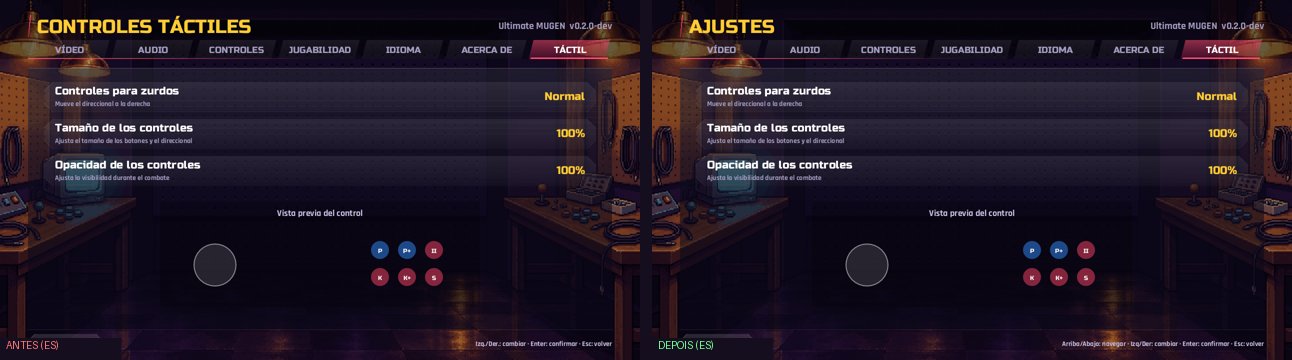 CONTROLES TÁCTILES
Ultimate MUGEN v0.2.0-dev
VÍDEO AUDIO CONTROLES JUGABILIDAD IDIOMA ACERCA DE TÁCTIL
Controles para zurdos
Mueve el direccional a la derecha
Normal
Tamaño de los controles
Ajusta el tamaño de los botones y el direccional
100%
Opacidad de los controles
Ajusta la visibilidad durante el combate
100%
Vista previa del control
P P+ II
K K+ S
Izq./Der.: cambiar · Enter: confirmar · Esc: volver
ANTES (ES)
AJUSTES
Ultimate MUGEN v0.2.0-dev
VÍDEO AUDIO CONTROLES JUGABILIDAD IDIOMA ACERCA DE TÁCTIL
Controles para zurdos
Mueve el direccional a la derecha
Normal
Tamaño de los controles
Ajusta el tamaño de los botones y el direccional
100%
Opacidad de los controles
Ajusta la visibilidad durante el combate
100%
Vista previa del control
P P+ II
K K+ S
Arriba/Abajo: navegar · Izq/Der: cambiar · Enter: confirmar · Esc: volver
DEPOIS (ES)